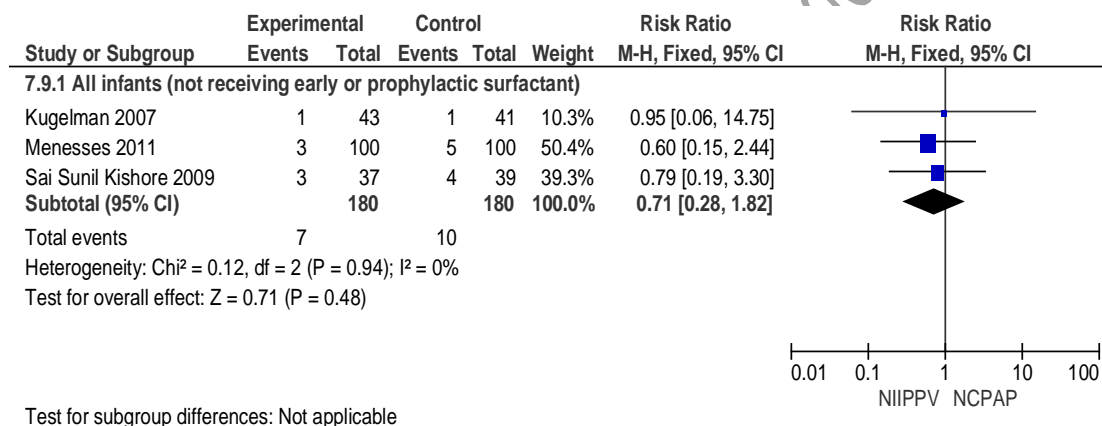 Experimental Control Risk Ratio Risk Ratio
Study or Subgroup Events Total Events Total Weight M-H, Fixed, 95% CI M-H, Fixed, 95% CI
7.9.1 All infants (not receiving early or prophylactic surfactant)
Kugelman 2007 1 43 1 41 10.3% 0.95 [0.06, 14.75]
Menesses 2011 3 100 5 100 50.4% 0.60 [0.15, 2.44]
Sai Sunil Kishore 2009 3 37 4 39 39.3% 0.79 [0.19, 3.30]
Subtotal (95% CI) 180 180 100.0% 0.71 [0.28, 1.82]
Total events 7 10
Heterogeneity: Chi² = 0.12, df = 2 (P = 0.94); I² = 0%
Test for overall effect: Z = 0.71 (P = 0.48)
0.01 0.1 1 10 100
NIIPPV NCPAP
Test for subgroup differences: Not applicable